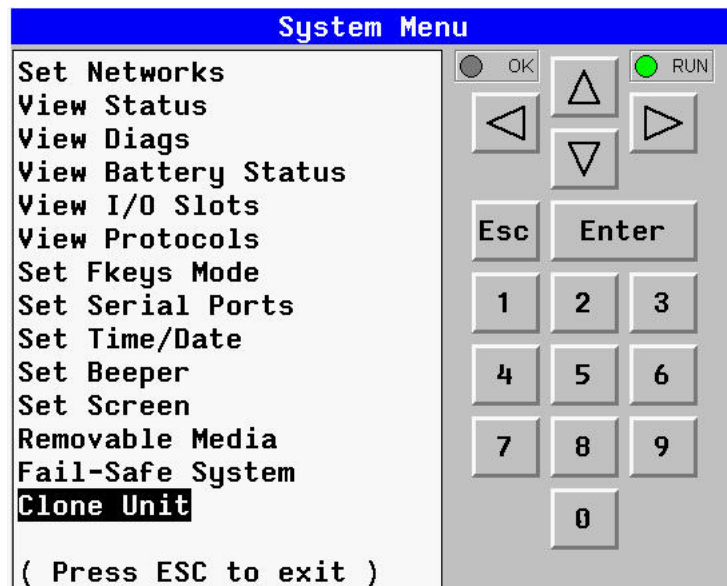 System Menu
Set Networks
View Status
View Diags
View Battery Status
View I/O Slots
View Protocols
Set Fkeys Mode
Set Serial Ports
Set Time/Date
Set Beeper
Set Screen
Removable Media
Fail-Safe System
Clone Unit
( Press ESC to exit )
OK
RUN
Esc
Enter
1 2 3
4 5 6
7 8 9
0